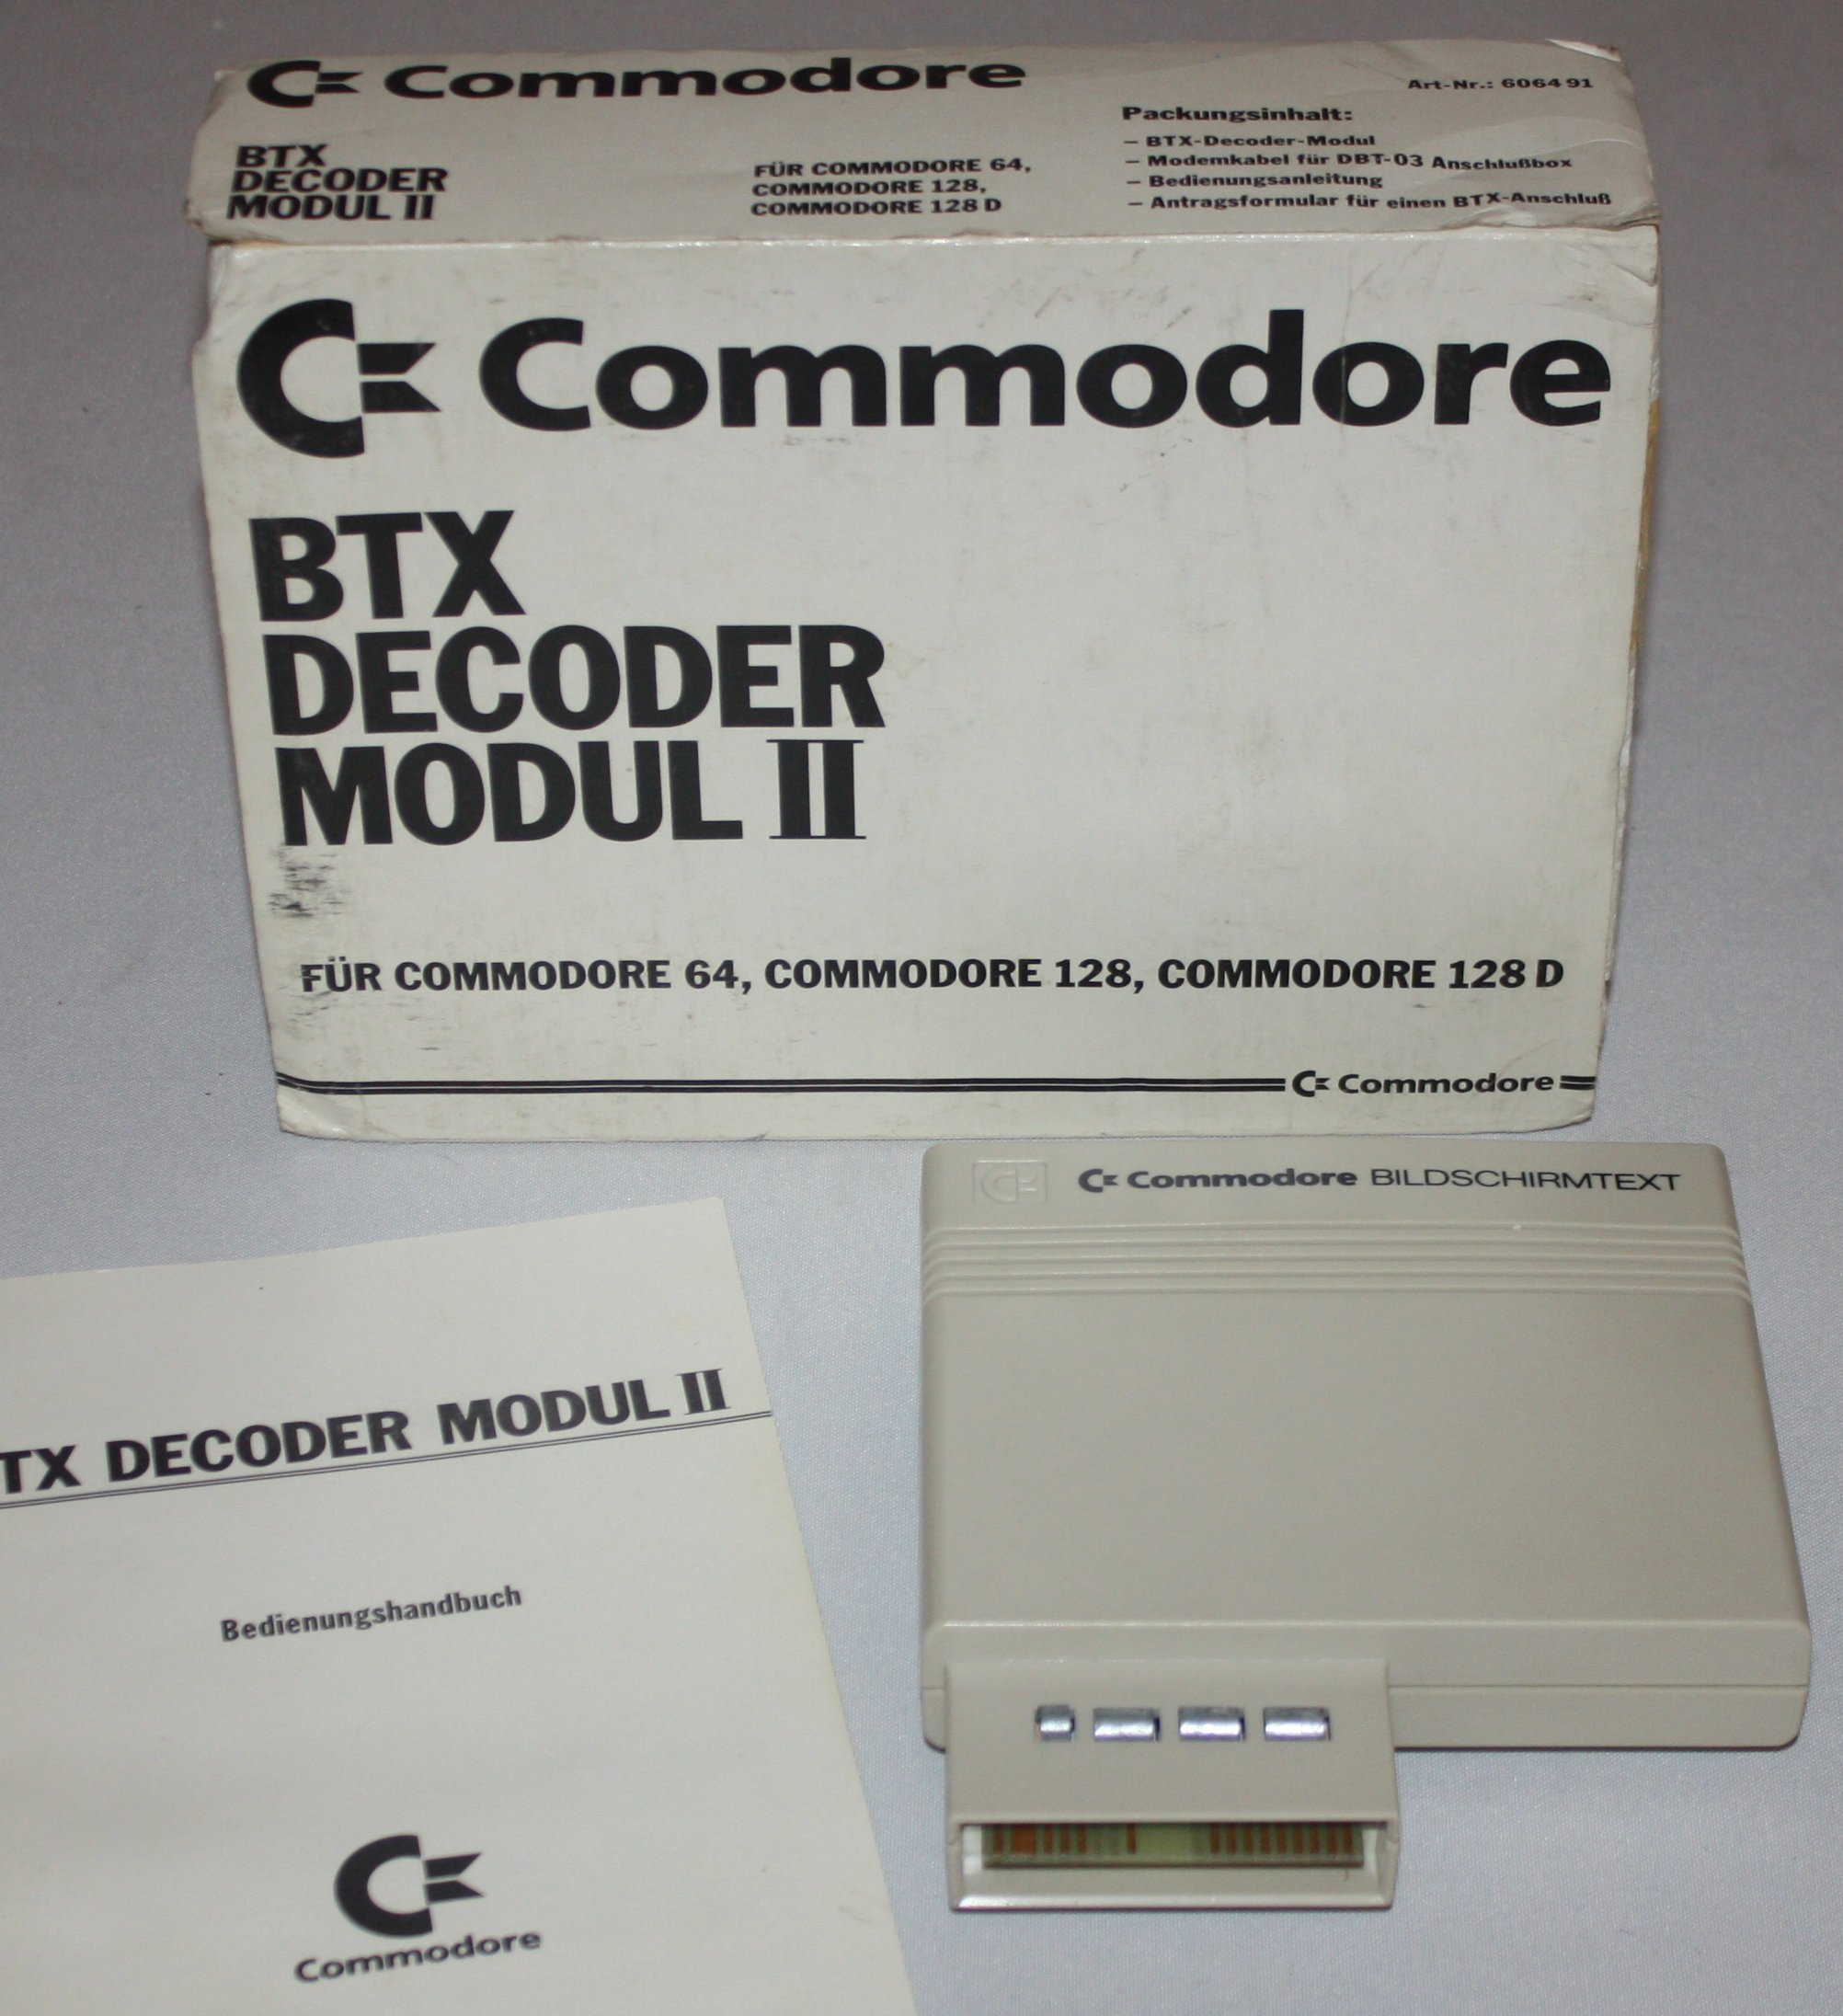 Commodore
Art-Nr.: 606491
BTX
DECODER
MODUL II
FÜR COMMODORE 64,
COMMODORE 128,
COMMODORE 128 D
Packungsinhalt:
– BTX-Decoder-Modul
– Modemkabel für DBT-03 Anschlußbox
– Bedienungsanleitung
– Antragsformular für einen BTX-Anschluß
Commodore
BTX
DECODER
MODUL II
FÜR COMMODORE 64, COMMODORE 128, COMMODORE 128 D
Commodore
Commodore BILDSCHIRMTEXT
TX DECODER MODUL II
Bedienungshandbuch
Commodore